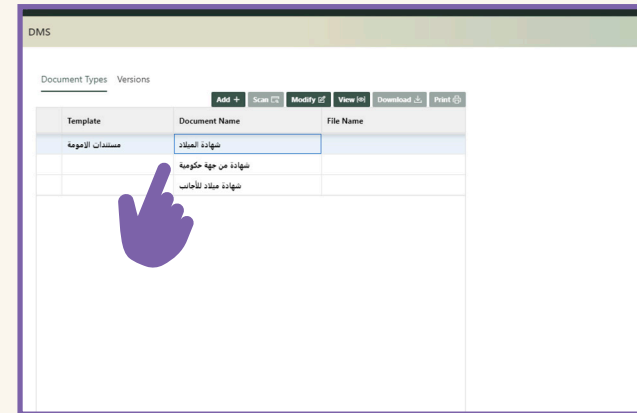 DMS
Document Types Versions
Add + Scan Modify View Download Print
Template Document Name File Name
مستندات الامومة شهادة الميلاد
شهادة من جهة حكومية
شهادة ميلاد للأجانب